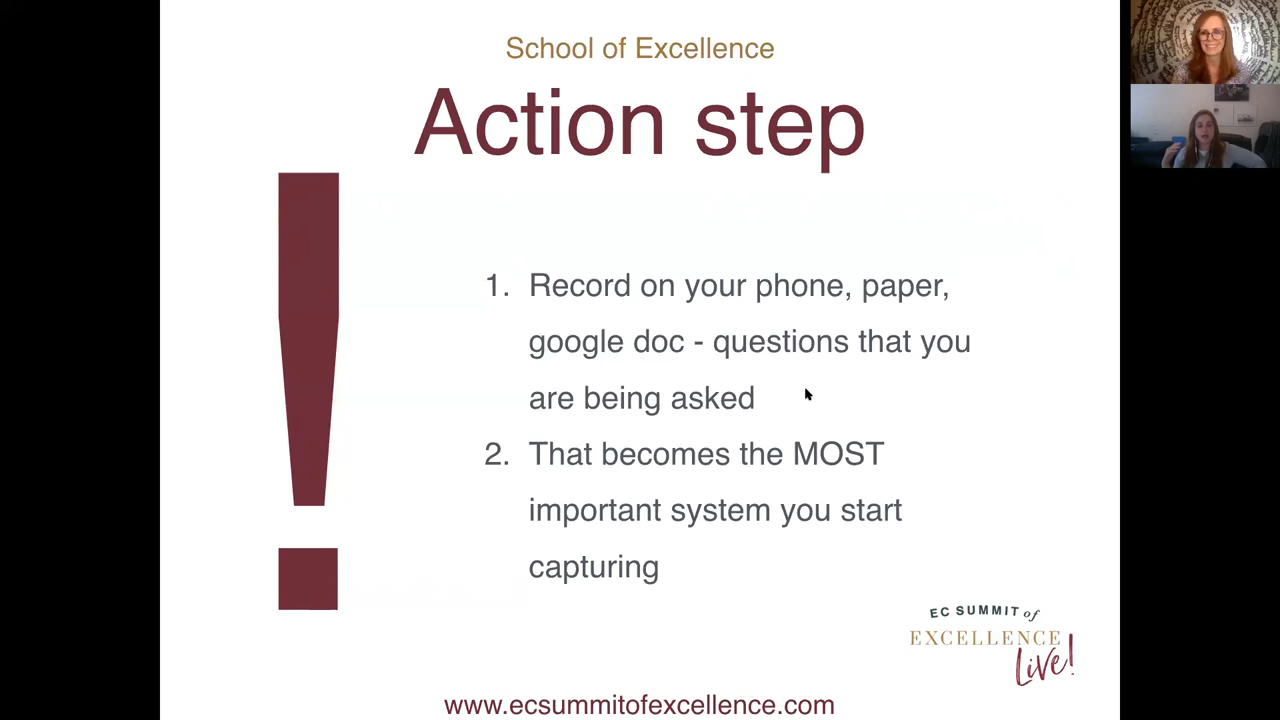 School of Excellence
Action step
1. Record on your phone, paper,
google doc - questions that you
are being asked
2. That becomes the MOST
important system you start
capturing
EC SUMMIT of
EXCELLENCE
Live!
www.ecsummitofexcellence.com